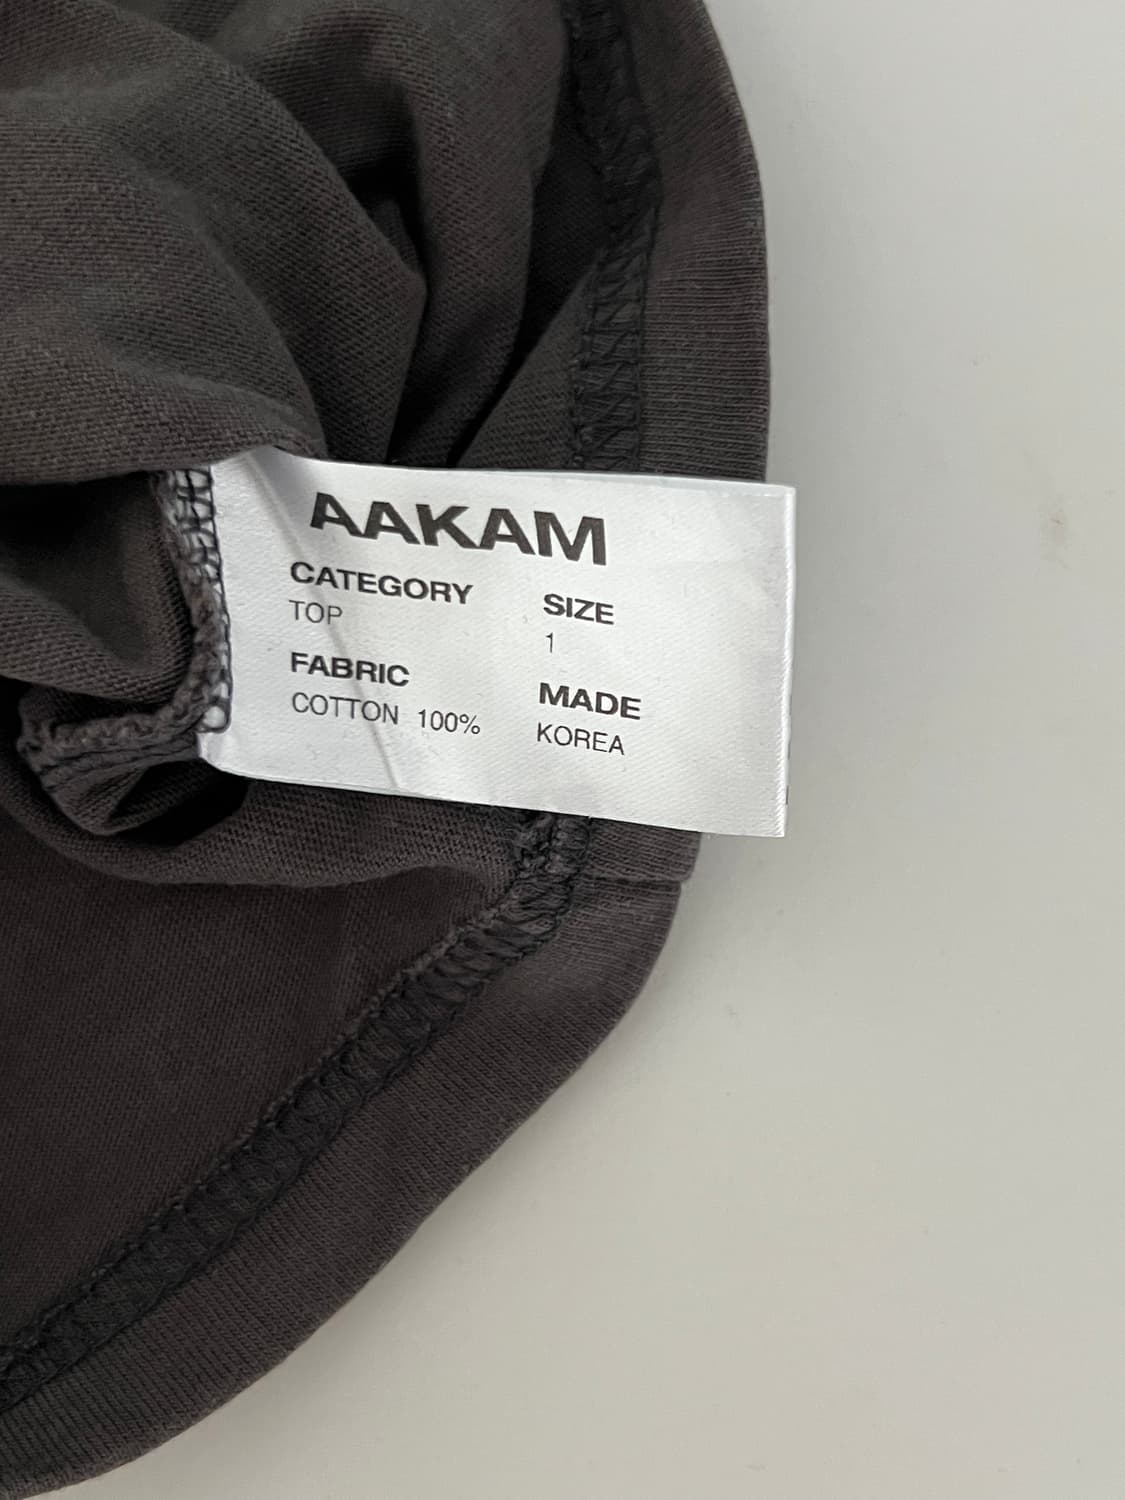 AAKAM
CATEGORY
TOP
FABRIC
COTTON 100%
SIZE
1
MADE
KOREA